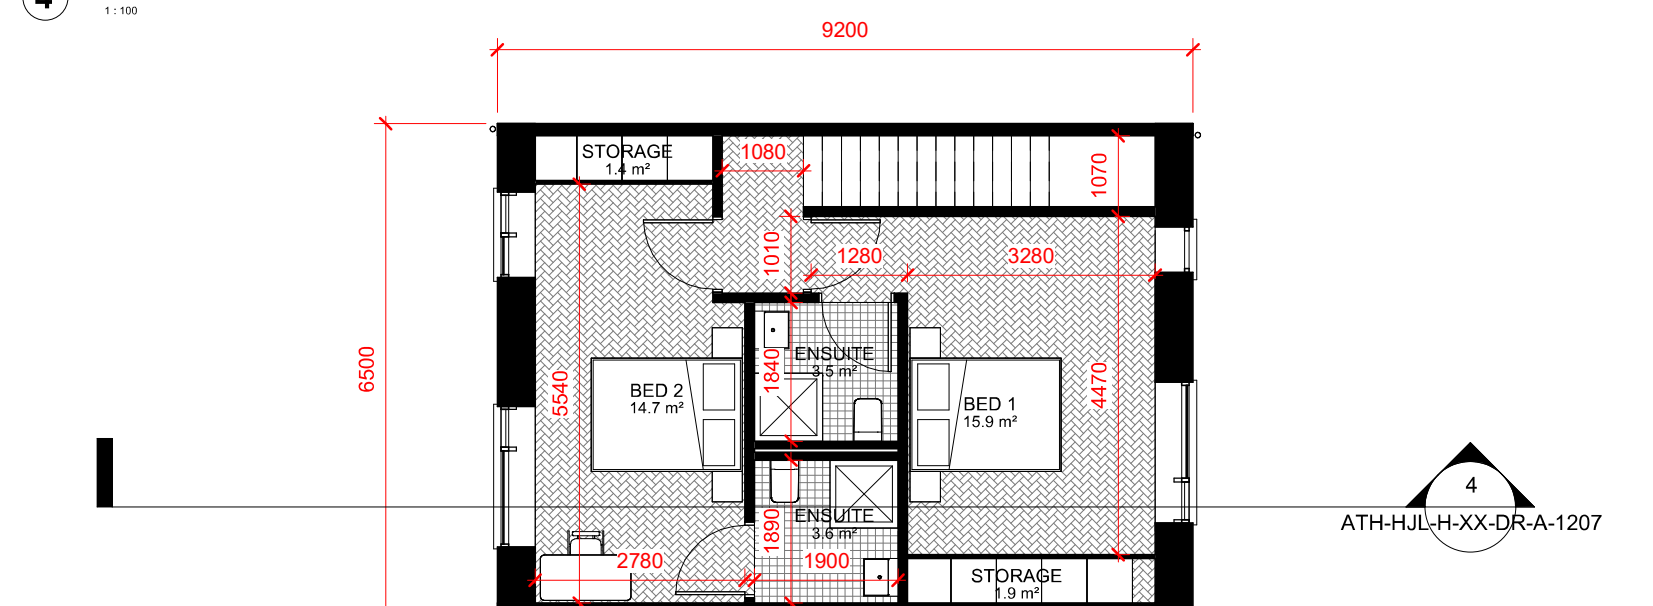 4
1 : 100
9200
STORAGE
1.4 m²
1080
1070
1010
1280
3280
6500
5540
1840
ENSUITE
3.5 m²
BED 2
14.7 m²
BED 1
15.9 m²
4470
4
ATH-HJL-H-XX-DR-A-1207
1890
ENSUITE
3.6 m²
2780
1900
STORAGE
1.9 m²